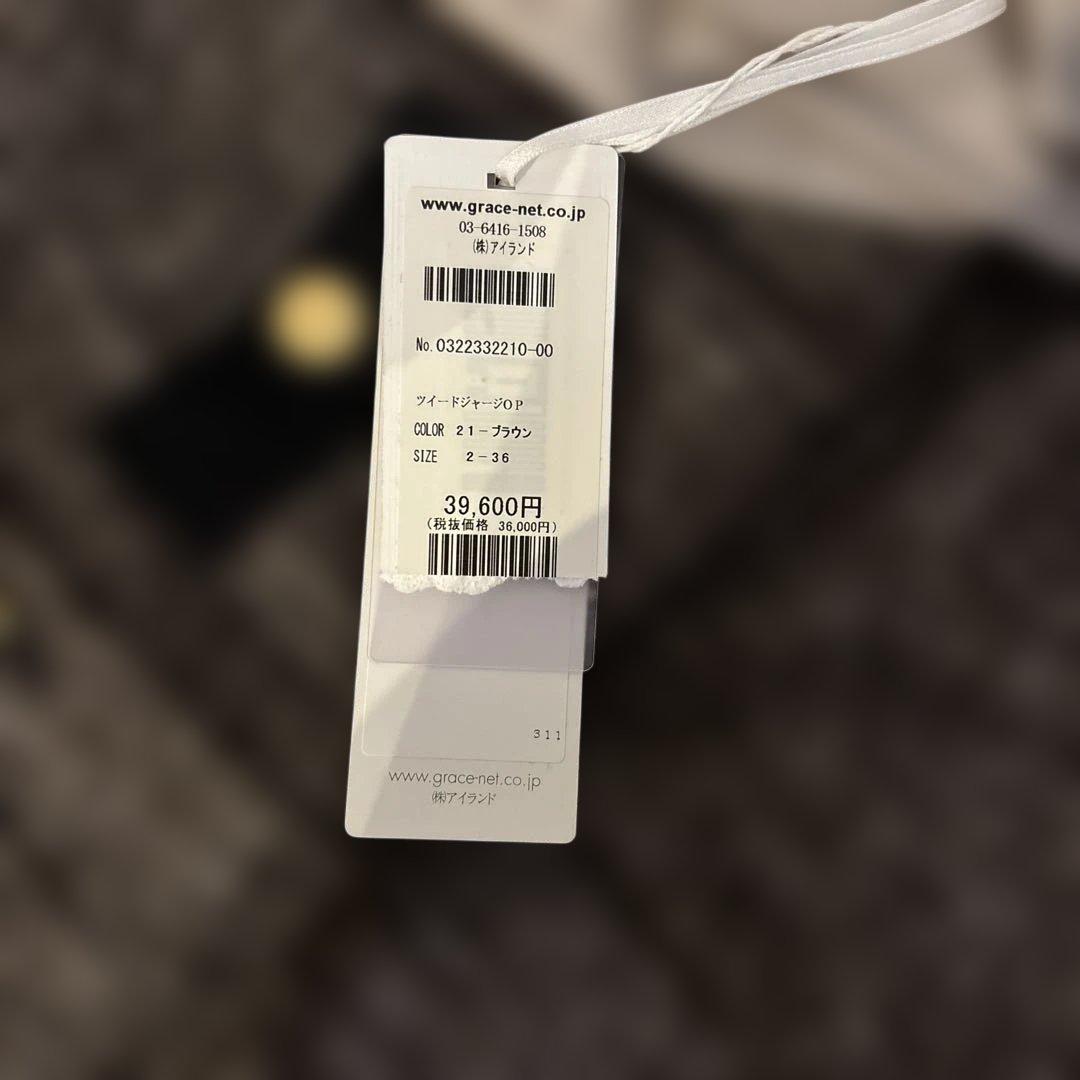 www.grace-net.co.jp
03-6416-1508
(株)アイランド
No.0322332210-00
ツイードジャージOP
COLOR 21-ブラウン
SIZE 2-36
39,600円
(税抜価格 36,000円)
311
www.grace-net.co.jp
(株)アイランド